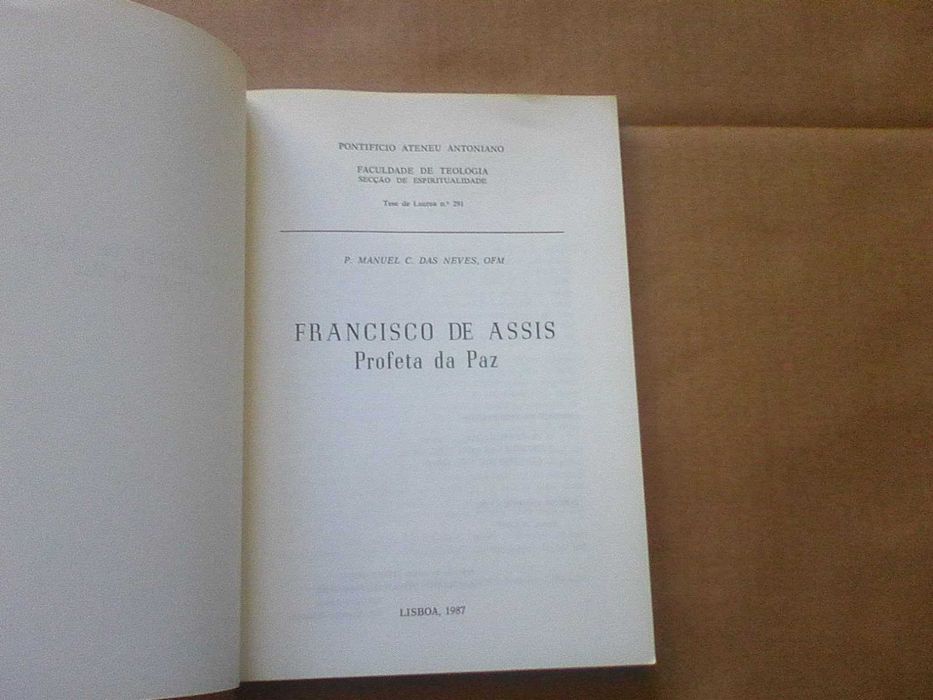 PONTIFICIO ATENEU ANTONIANO
FACULDADE DE TEOLOGIA
SECÇÃO DE ESPIRITUALIDADE
Tese de Laurea n.º 291
P. MANUEL C. DAS NEVES, OFM
FRANCISCO DE ASSIS
Profeta da Paz
LISBOA, 1987